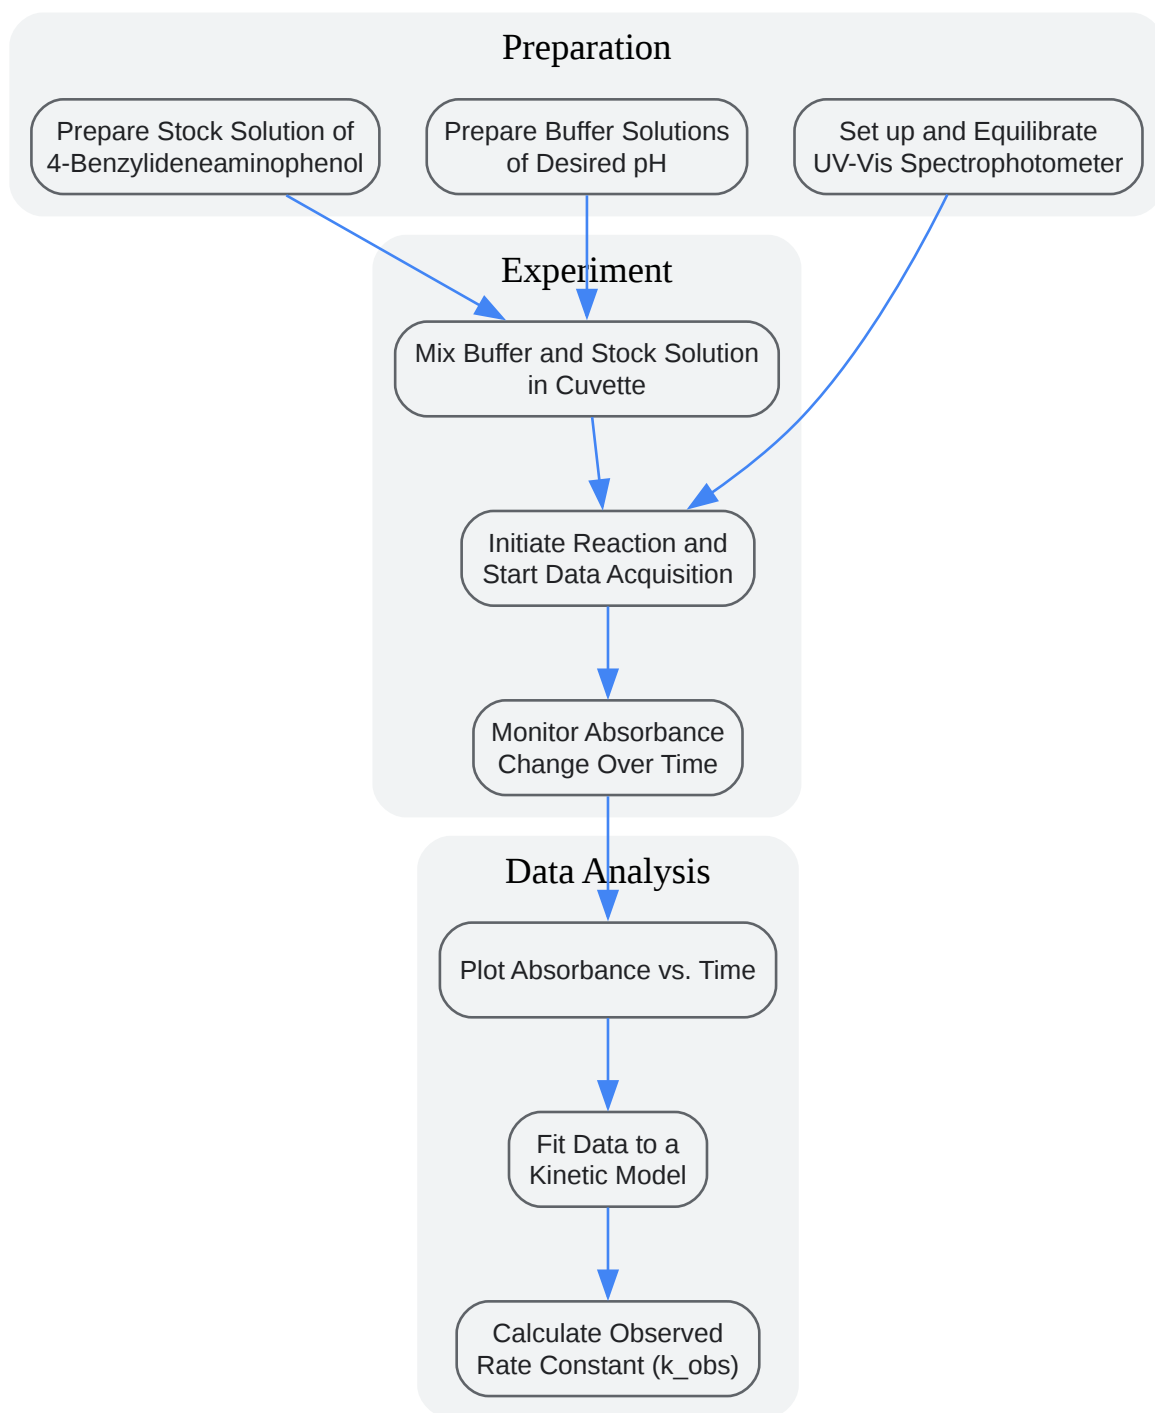 Preparation
Prepare Stock Solution of
4-Benzylideneaminophenol
Prepare Buffer Solutions
of Desired pH
Set up and Equilibrate
UV-Vis Spectrophotometer
Experiment
Mix Buffer and Stock Solution
in Cuvette
Initiate Reaction and
Start Data Acquisition
Monitor Absorbance
Change Over Time
Data Analysis
Plot Absorbance vs. Time
Fit Data to a
Kinetic Model
Calculate Observed
Rate Constant (k_obs)